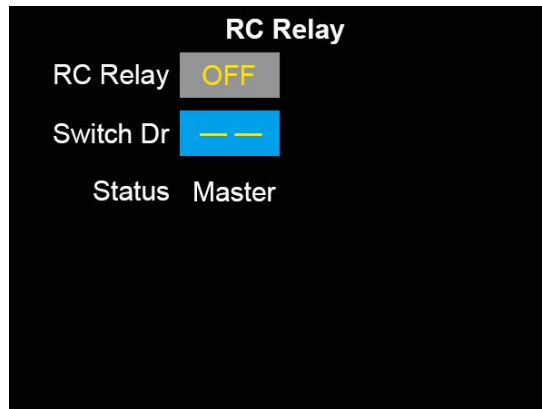 RC Relay
RC Relay OFF
Switch Dr — —
Status Master